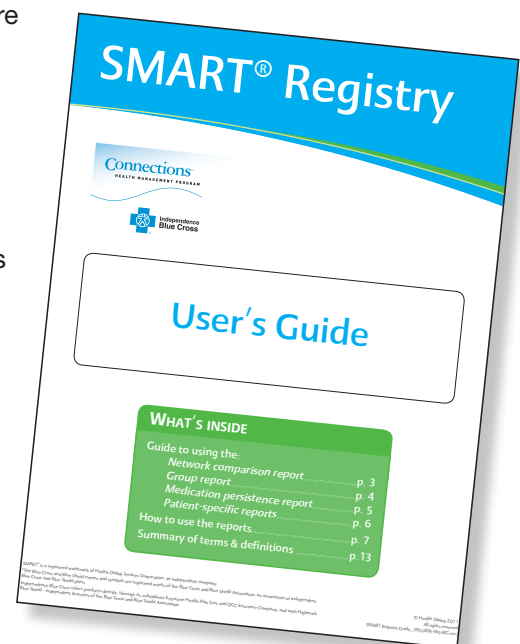 re
s
SMART® Registry
Connections
HEALTH MANAGEMENT PROGRAM
Independence
Blue Cross
User's Guide
WHAT'S INSIDE
Guide to using the:
Network comparison report ................ p. 3
Group report ................ p. 4
Medication persistence report ........ p. 5
Patient-specific reports ................ p. 6
How to use the reports ................ p. 7
Summary of terms & definitions ................ p. 13